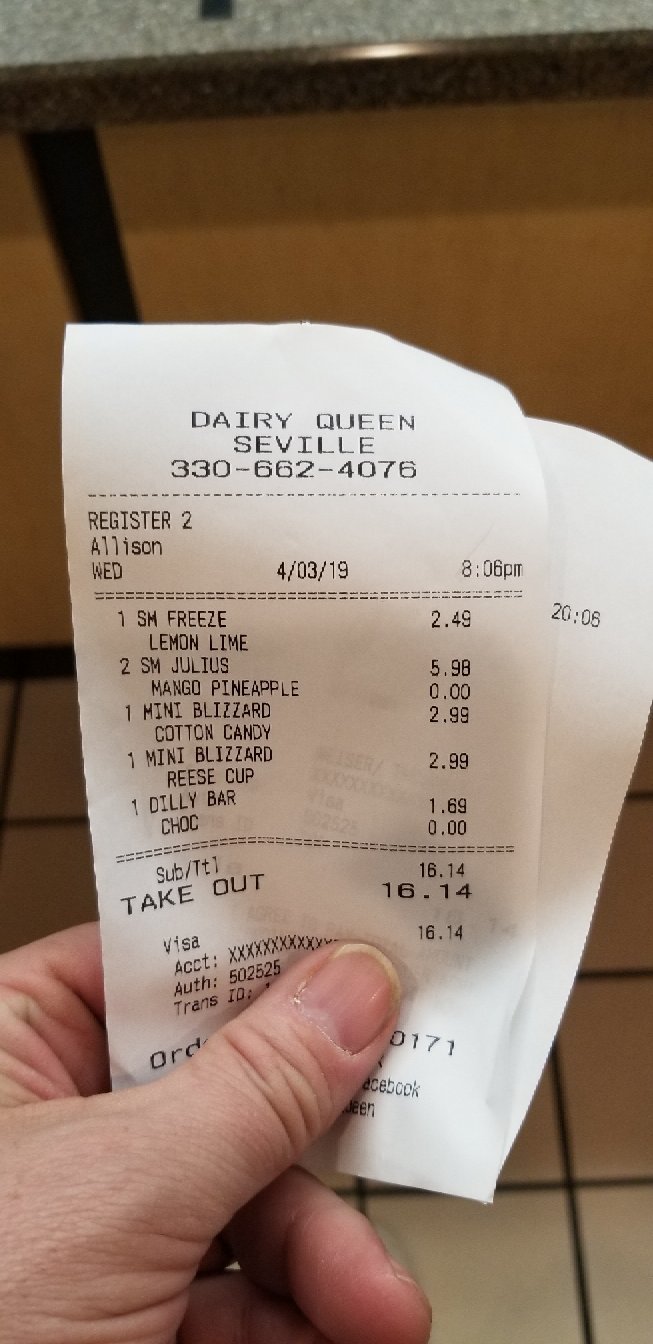 DAIRY QUEEN
SEVILLE
330-662-4076
REGISTER 2
Allison
WED 4/03/19 8:06pm
1 SM FREEZE 2.49
LEMON LIME
2 SM JULIUS 5.98
MANGO PINEAPPLE 0.00
1 MINI BLIZZARD 2.99
COTTON CANDY
1 MINI BLIZZARD 2.99
REESE CUP
1 DILLY BAR 1.69
CHOC 0.00
Sub/Ttl 16.14
TAKE OUT 16.14
Visa 16.14
Acct: XXXXXXXXXXXX
Auth: 502525
Trans ID:
0171
20:06